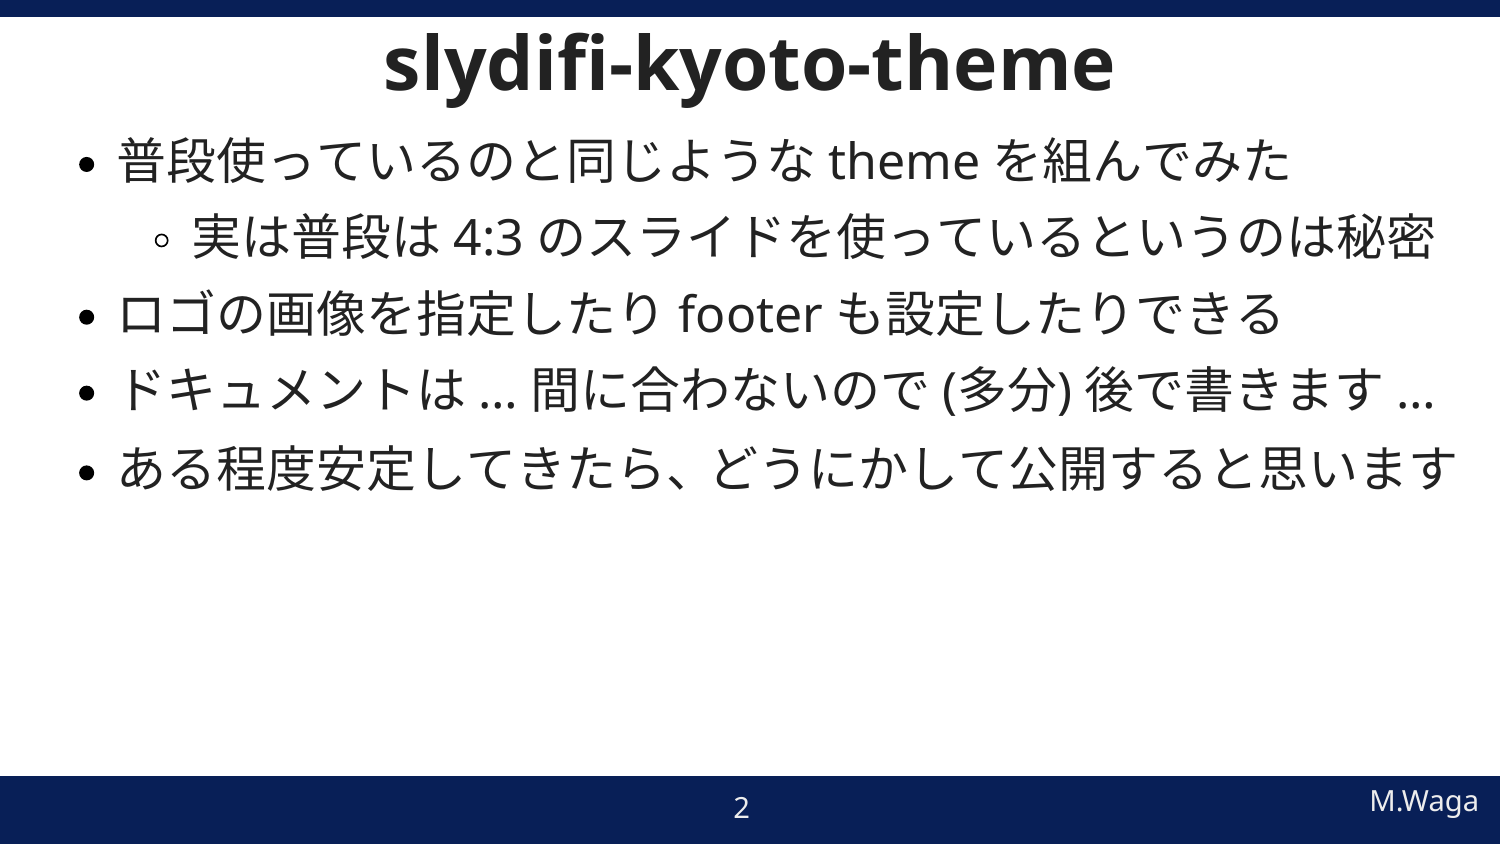 slydifi-kyoto-theme
• 普段使っているのと同じような theme を組んでみた
◦ 実は普段は 4:3 のスライドを使っているというのは秘密
• ロゴの画像を指定したり footer も設定したりできる
• ドキュメントは … 間に合わないので (多分) 後で書きます …
• ある程度安定してきたら、どうにかして公開すると思います
2
M.Waga